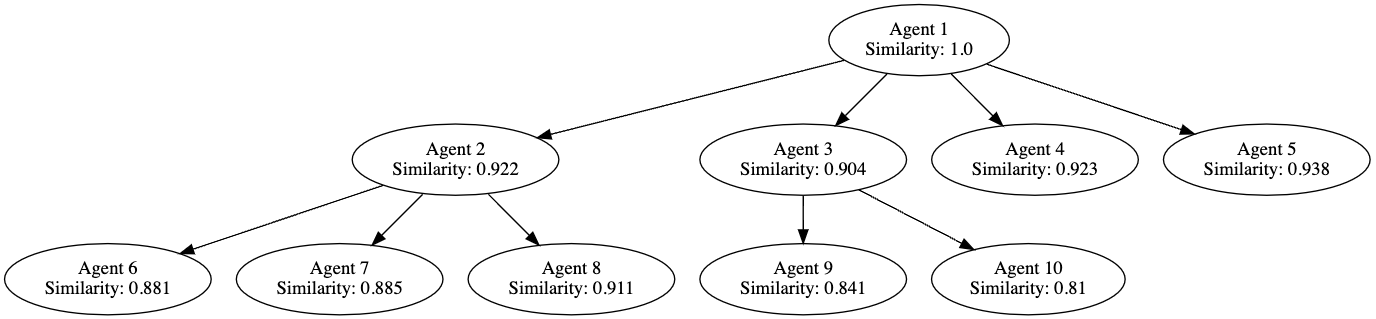 Agent 1
Similarity: 1.0
Agent 2
Similarity: 0.922
Agent 3
Similarity: 0.904
Agent 4
Similarity: 0.923
Agent 5
Similarity: 0.938
Agent 6
Similarity: 0.881
Agent 7
Similarity: 0.885
Agent 8
Similarity: 0.911
Agent 9
Similarity: 0.841
Agent 10
Similarity: 0.81